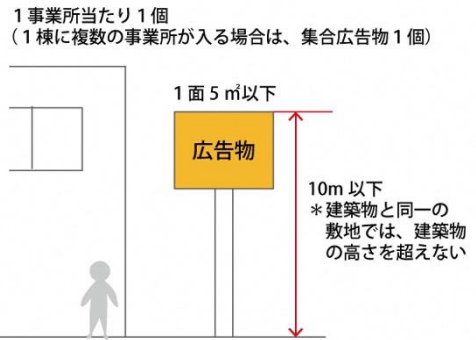 １事業所当たり１個
（１棟に複数の事業所が入る場合は、集合広告物１個）
１面５㎡以下
広告物
10m 以下
＊建築物と同一の
敷地では、建築物
の高さを超えない